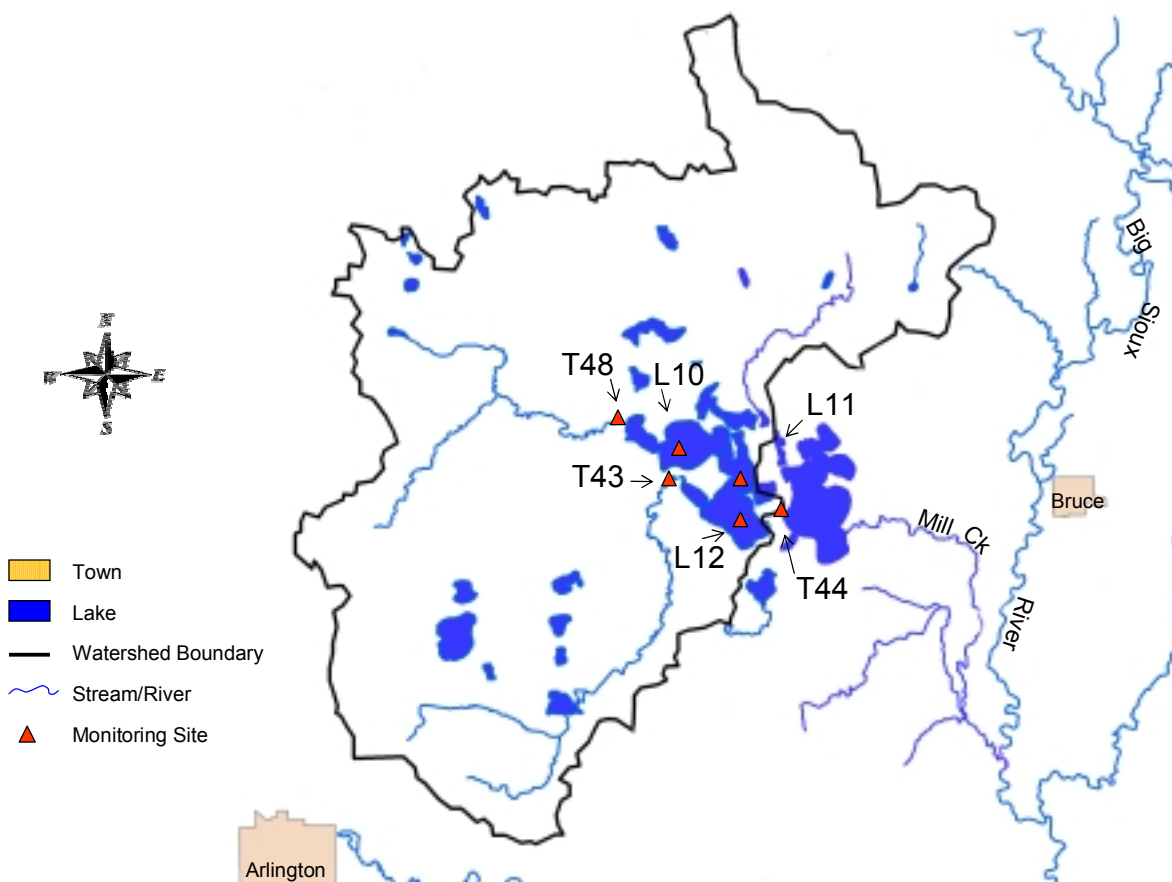 Big
Sioux
N
W E
S
T48
L10
L11
T43
Bruce
Mill Ck
L12
T44
Town
Lake
River
Watershed Boundary
Stream/River
Monitoring Site
Arlington